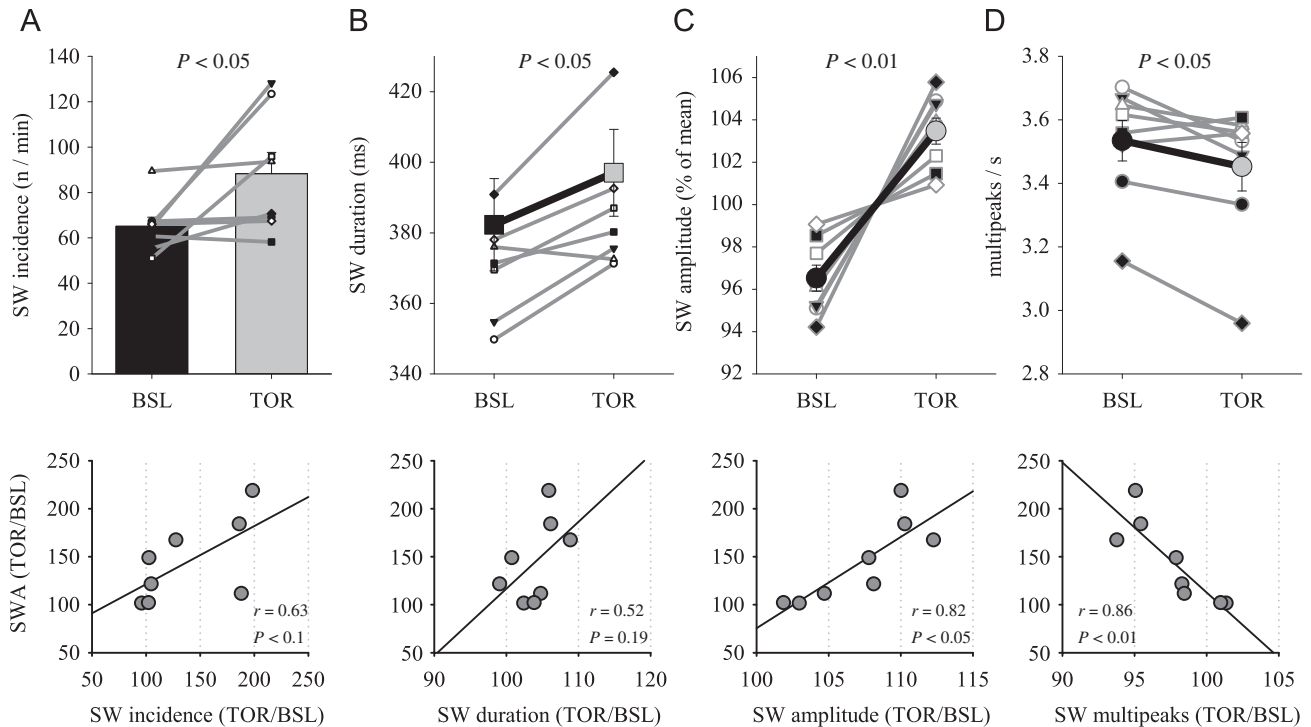 A
SW incidence (n / min)
140
120
100
80
60
40
20
0
P < 0.05
BSL TOR
B
SW duration (ms)
420
400
380
360
340
P < 0.05
BSL TOR
C
SW amplitude (% of mean)
106
104
102
100
98
96
94
92
P < 0.01
BSL TOR
D
multipeaks / s
3.8
3.6
3.4
3.2
3.0
2.8
P < 0.05
BSL TOR
SWA (TOR/BSL)
250
200
150
100
50
r = 0.63
P < 0.1
50 100 150 200 250
SW incidence (TOR/BSL)
250
200
150
100
50
r = 0.52
P = 0.19
90 100 110 120
SW duration (TOR/BSL)
250
200
150
100
50
r = 0.82
P < 0.05
100 105 110 115
SW amplitude (TOR/BSL)
250
200
150
100
50
r = 0.86
P < 0.01
90 95 100 105
SW multipeaks (TOR/BSL)